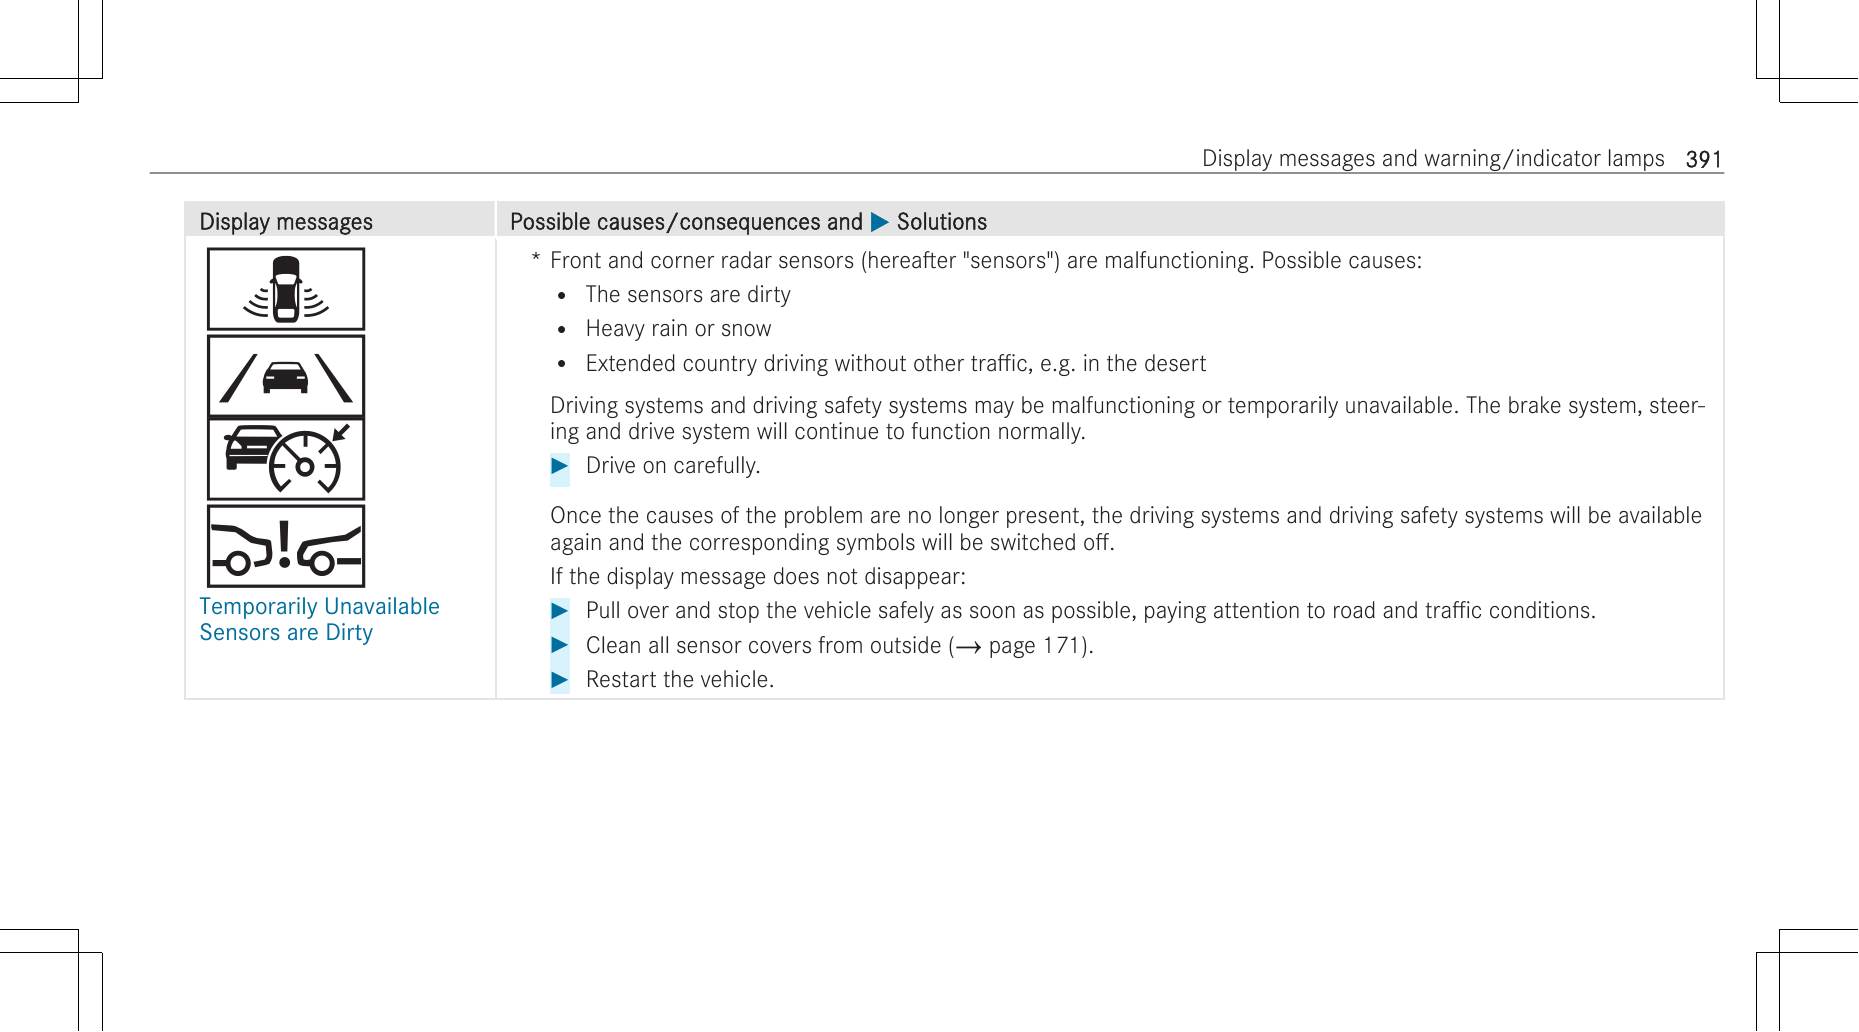 Display messages and warning/indicator lamps 391
Display messages
Possible causes/consequences and ▶ Solutions
Temporarily Unavailable
Sensors are Dirty
* Front and corner radar sensors (hereafter "sensors") are malfunctioning. Possible causes:
• The sensors are dirty
• Heavy rain or snow
• Extended country driving without other traffic, e.g. in the desert
Driving systems and driving safety systems may be malfunctioning or temporarily unavailable. The brake system, steer-
ing and drive system will continue to function normally.
▶ Drive on carefully.
Once the causes of the problem are no longer present, the driving systems and driving safety systems will be available
again and the corresponding symbols will be switched off.
If the display message does not disappear:
▶ Pull over and stop the vehicle safely as soon as possible, paying attention to road and traffic conditions.
▶ Clean all sensor covers from outside (→ page 171).
▶ Restart the vehicle.